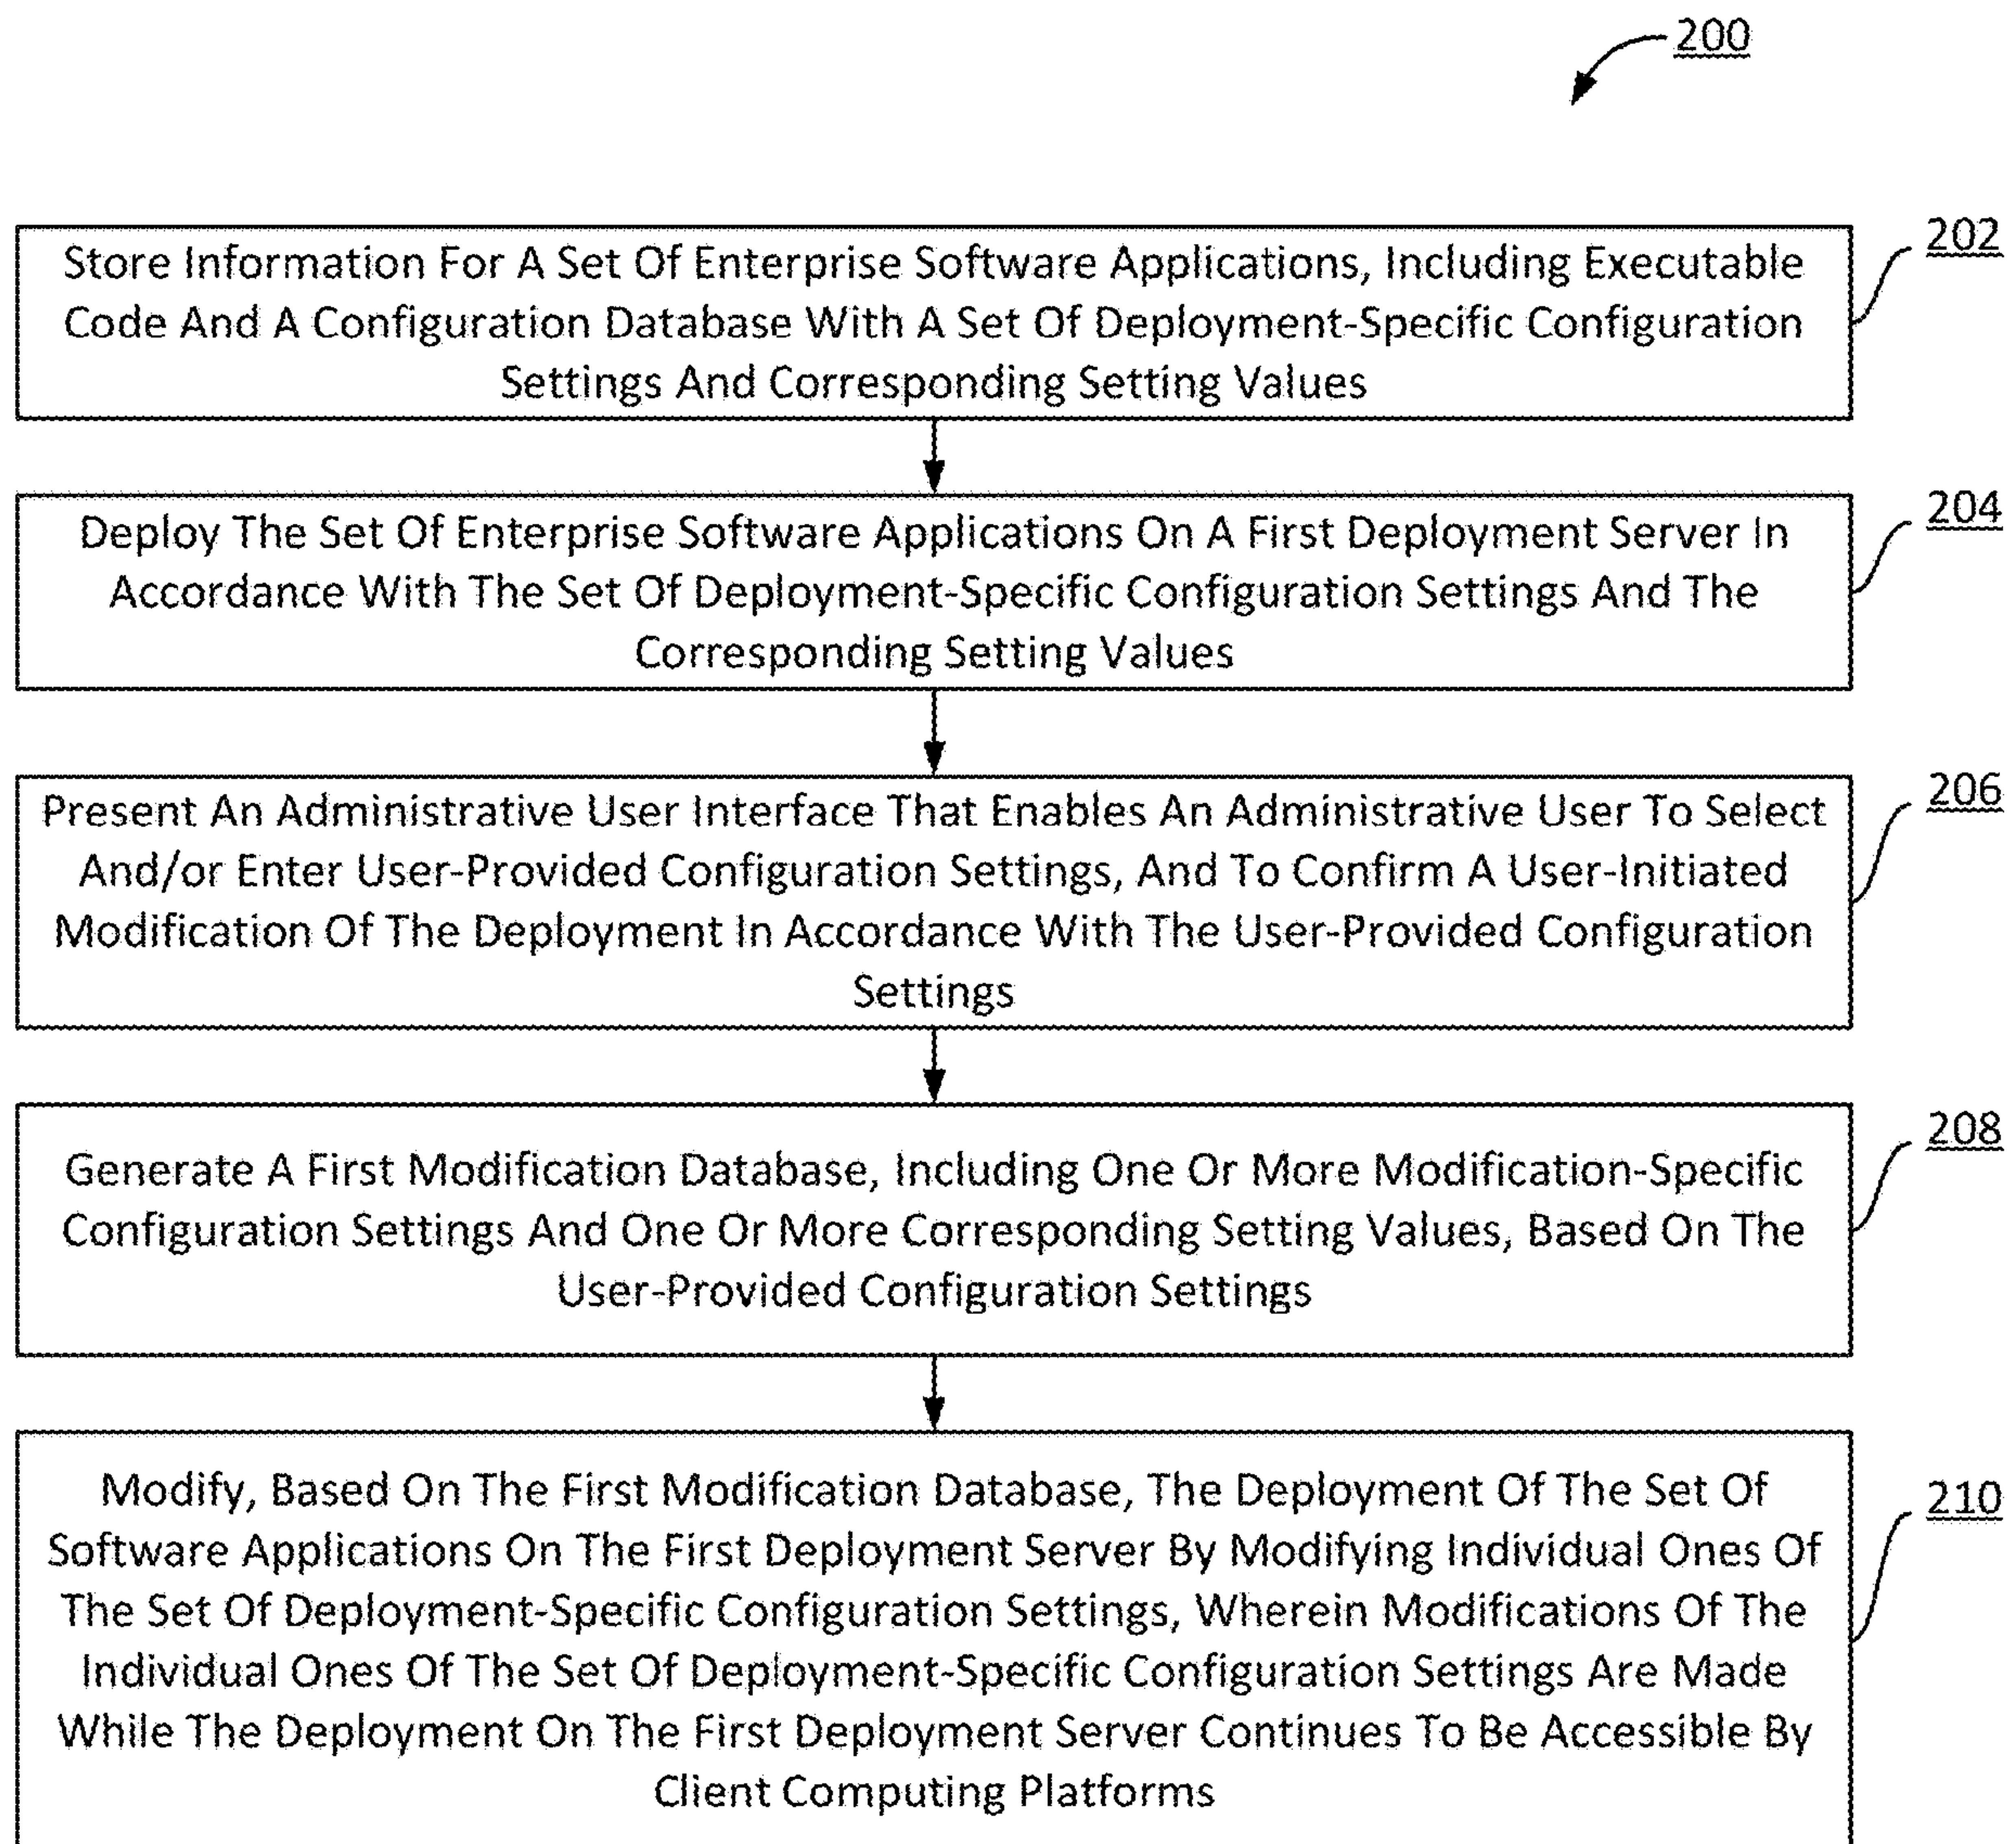 200
202
Store Information For A Set Of Enterprise Software Applications, Including Executable
Code And A Configuration Database With A Set Of Deployment-Specific Configuration
Settings And Corresponding Setting Values
204
Deploy The Set Of Enterprise Software Applications On A First Deployment Server In
Accordance With The Set Of Deployment-Specific Configuration Settings And The
Corresponding Setting Values
206
Present An Administrative User Interface That Enables An Administrative User To Select
And/or Enter User-Provided Configuration Settings, And To Confirm A User-Initiated
Modification Of The Deployment In Accordance With The User-Provided Configuration
Settings
208
Generate A First Modification Database, Including One Or More Modification-Specific
Configuration Settings And One Or More Corresponding Setting Values, Based On The
User-Provided Configuration Settings
210
Modify, Based On The First Modification Database, The Deployment Of The Set Of
Software Applications On The First Deployment Server By Modifying Individual Ones Of
The Set Of Deployment-Specific Configuration Settings, Wherein Modifications Of The
Individual Ones Of The Set Of Deployment-Specific Configuration Settings Are Made
While The Deployment On The First Deployment Server Continues To Be Accessible By
Client Computing Platforms